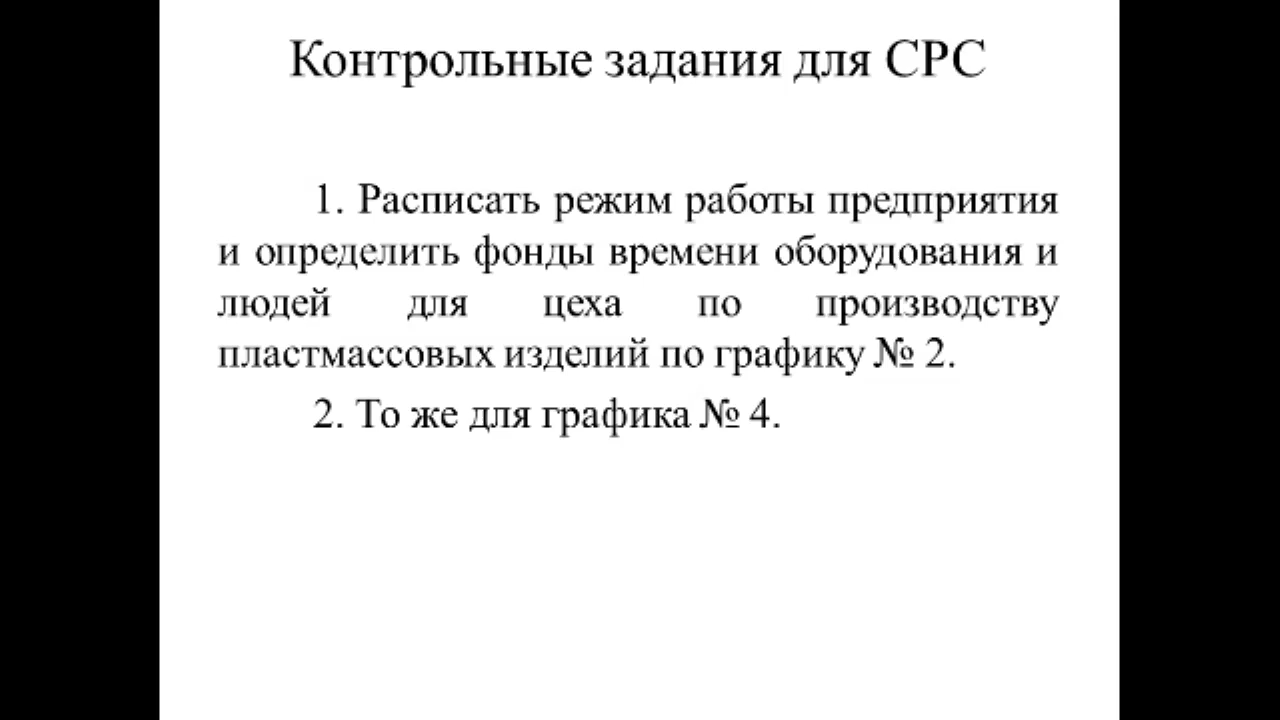 Контрольные задания для СРС
1. Расписать режим работы предприятия
и определить фонды времени оборудования и
людей для цеха по производству
пластмассовых изделий по графику № 2.
2. То же для графика № 4.